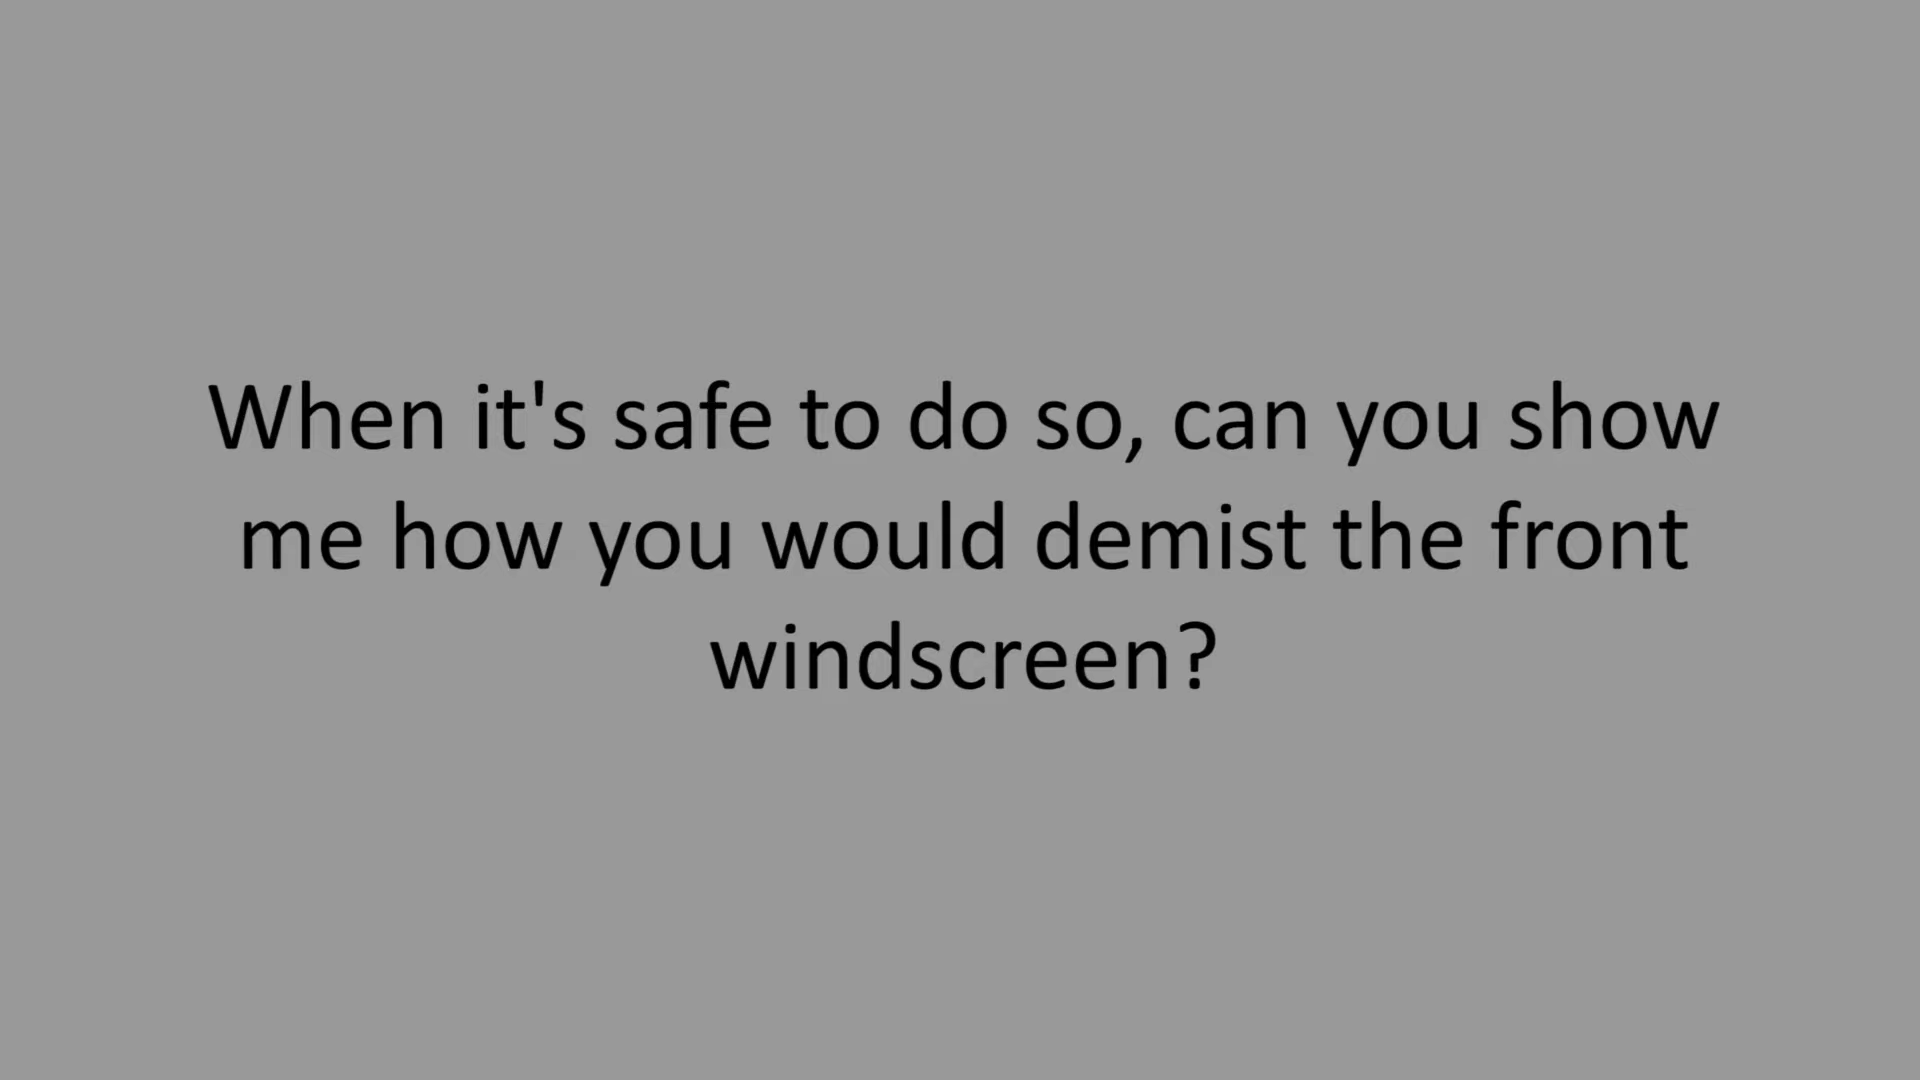 When it's safe to do so, can you show
me how you would demist the front
windscreen?